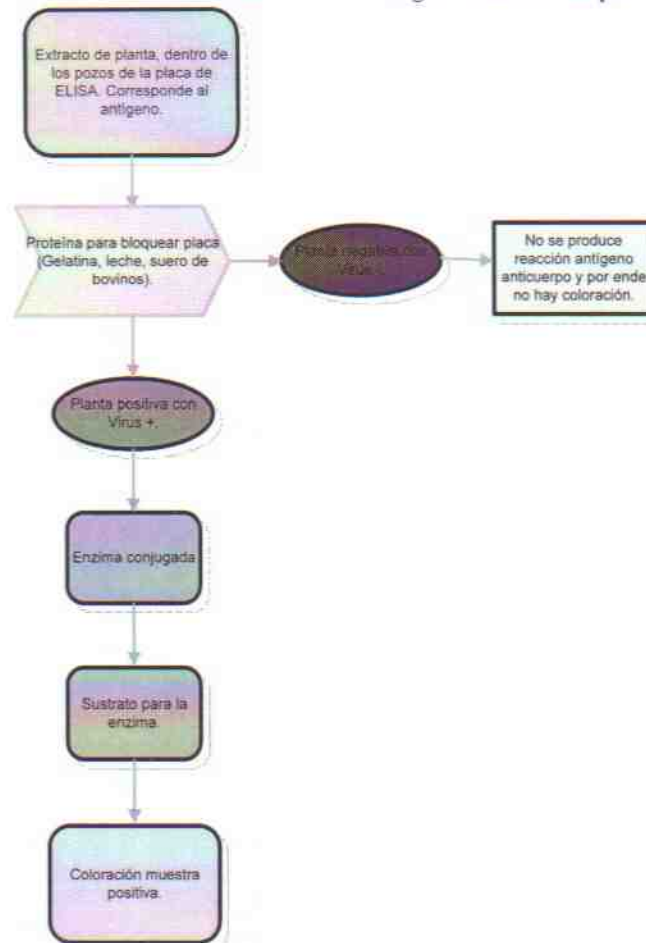 Extracto de planta, dentro de
los pozos de la placa de
ELISA. Corresponde al
antígeno.
Proteína para bloquear placa
(Gelatina, leche, suero de
bovinos).
Planta negativa con
Virus -.
No se produce
reacción antígeno
anticuerpo y por ende
no hay coloración.
Planta positiva con
Virus +.
Enzima conjugada
Sustrato para la
enzima.
Coloración muestra
positiva.